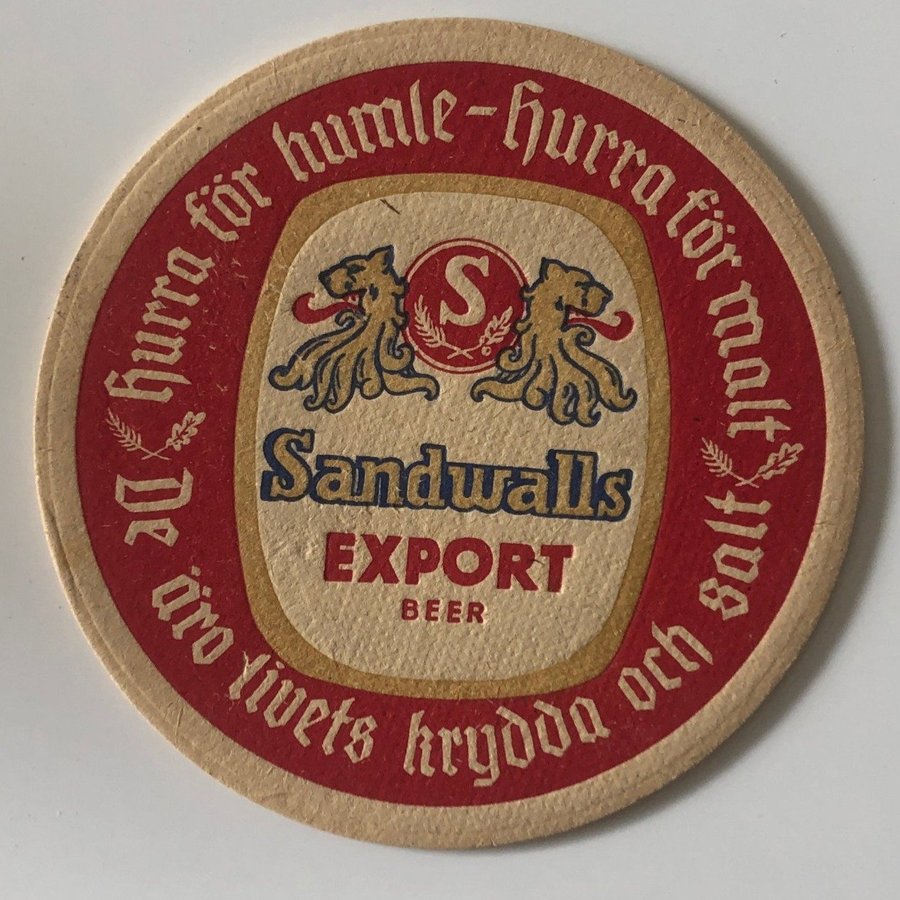 Hurra för humle - Hurra för malt
De äro livets krydda och salt
S
Sandwalls
EXPORT
BEER